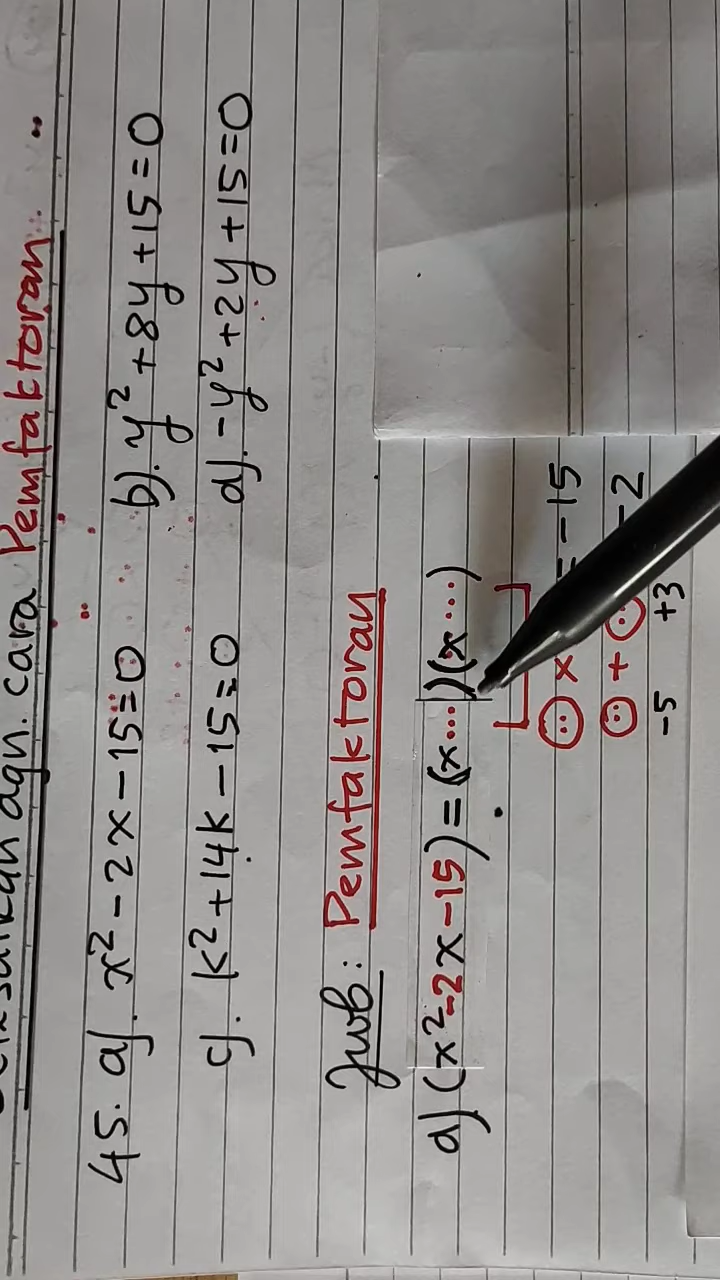 dgn. cara Pemfaktoran..
45. a). x² - 2x - 15 = 0 b). y² + 8y + 15 = 0
c). k² + 14k - 15 = 0 d). -y² + 2y + 15 = 0
Jwb: Pemfaktoran
a) (x² - 2x - 15) = (x...)(x...)
x = -15
+ -2
-5 +3